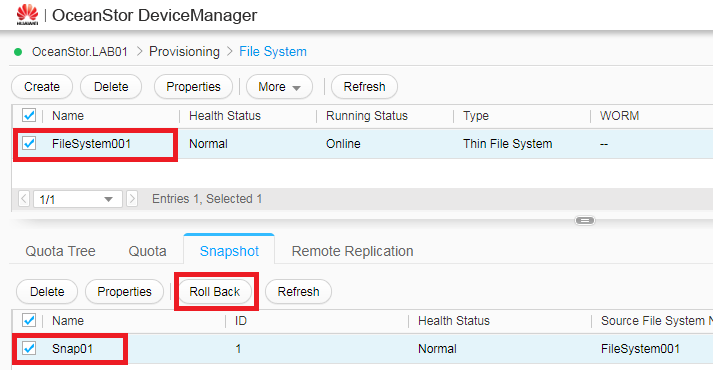 HUAWEI OceanStor DeviceManager
OceanStor.LAB01 > Provisioning > File System
Create Delete Properties More Refresh
Name Health Status Running Status Type WORM
FileSystem001 Normal Online Thin File System --
1/1 Entries 1, Selected 1
Quota Tree Quota Snapshot Remote Replication
Delete Properties Roll Back Refresh
Name ID Health Status Source File System N
Snap01 1 Normal FileSystem001